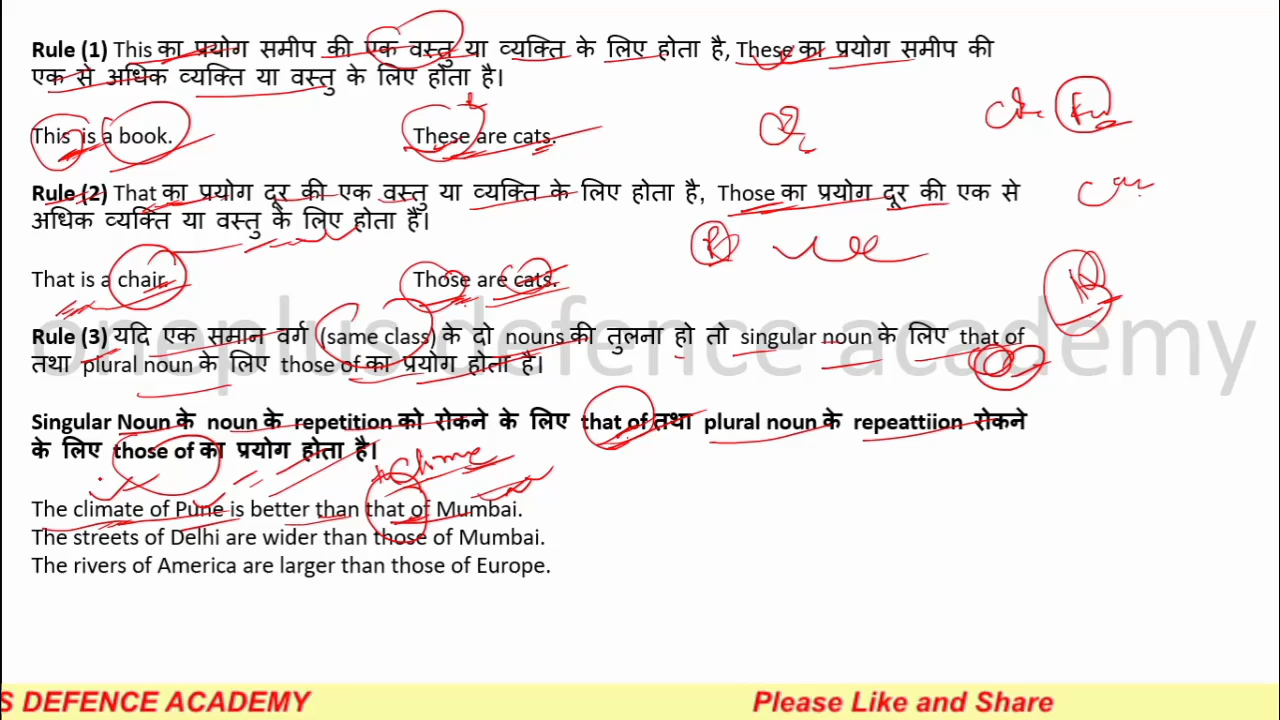 Rule (1) This का प्रयोग समीप की एक वस्तु या व्यक्ति के लिए होता है, These का प्रयोग समीप की
एक से अधिक व्यक्ति या वस्तु के लिए होता है।
This is a book. These are cats.
Rule (2) That का प्रयोग दूर की एक वस्तु या व्यक्ति के लिए होता है, Those का प्रयोग दूर की एक से
अधिक व्यक्ति या वस्तु के लिए होता हैं।
That is a chair. Those are cats.
oneplus defence academy
Rule (3) यदि एक समान वर्ग (same class) के दो nouns की तुलना हो तो singular noun के लिए that of
तथा plural noun के लिए those of का प्रयोग होता है।
Singular Noun के noun के repetition को रोकने के लिए that of तथा plural noun के repeattiion रोकने
के लिए those of का प्रयोग होता है।
The climate of Pune is better than that of Mumbai.
The streets of Delhi are wider than those of Mumbai.
The rivers of America are larger than those of Europe.
S DEFENCE ACADEMY Please Like and Share